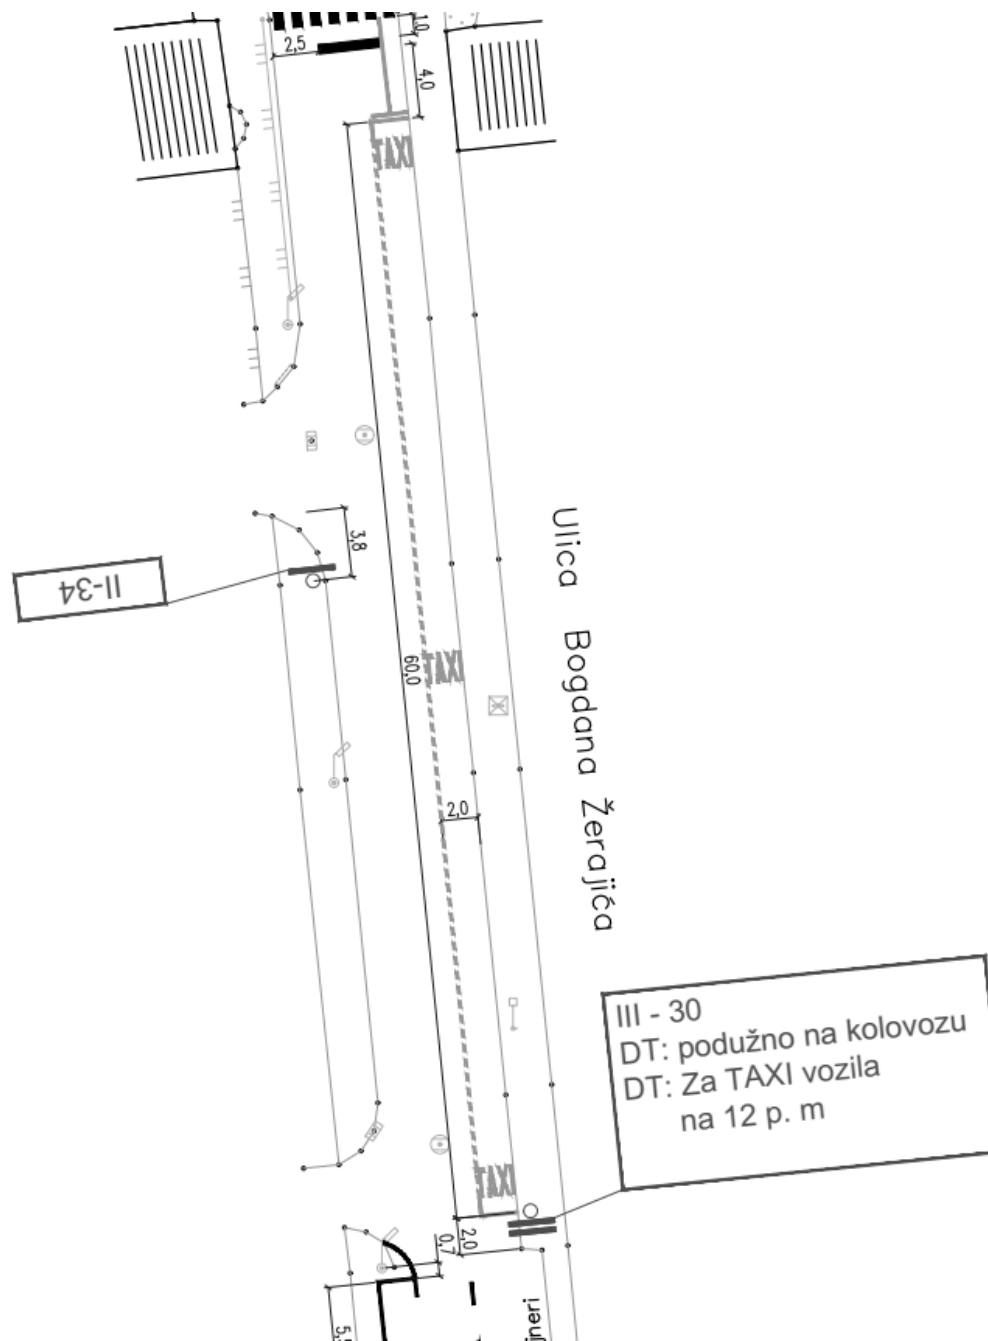 1,0
2,5
4,0
TAXI
3,8
II-34
Ulica Bogdana Žerajića
60,0
TAXI
2,0
III - 30
DT: podužno na kolovozu
DT: Za TAXI vozila
na 12 p. m
TAXI
2,0
0,7